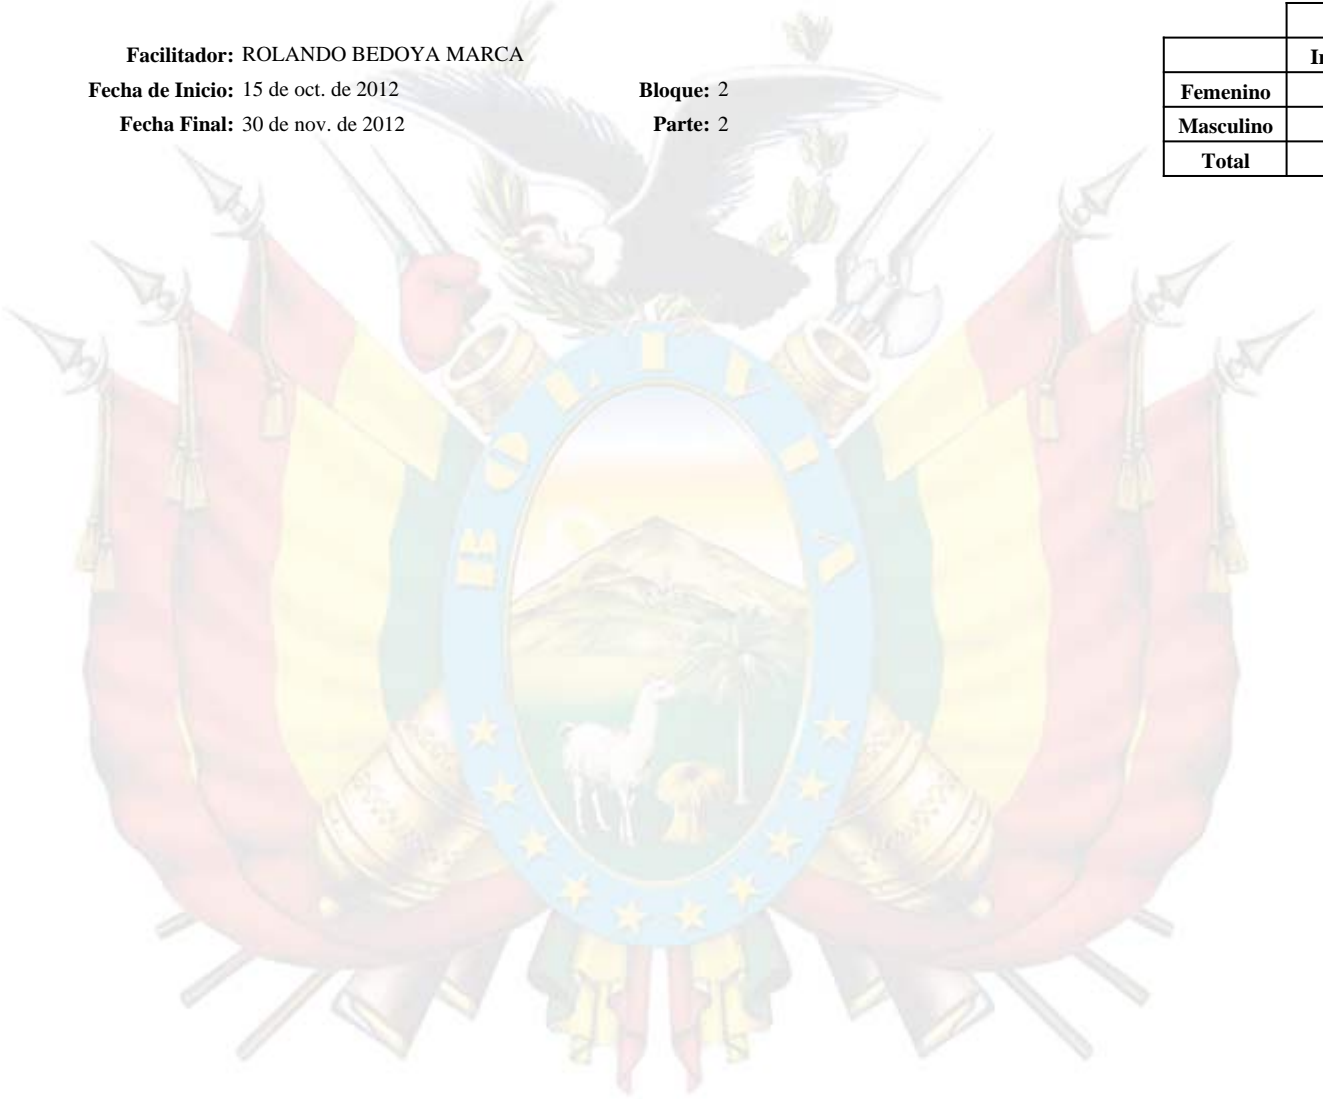 Facilitador: ROLANDO BEDOYA MARCA
Fecha de Inicio: 15 de oct. de 2012 Bloque: 2
Fecha Final: 30 de nov. de 2012 Parte: 2
Femenino
Masculino
Total
BOLIVIA